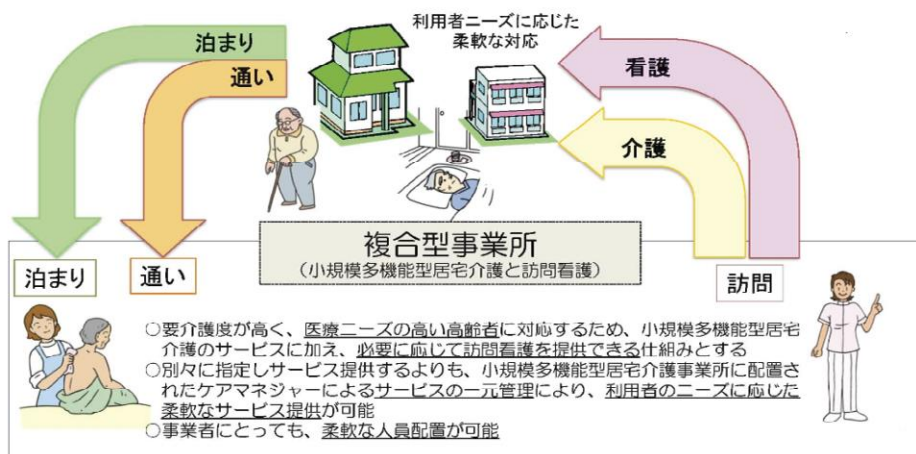 利用者ニーズに応じた
柔軟な対応
泊まり
通い
看護
介護
複合型事業所
（小規模多機能型居宅介護と訪問看護）
泊まり
通い
訪問
○要介護度が高く、医療ニーズの高い高齢者に対応するため、小規模多機能型居宅
介護のサービスに加え、必要に応じて訪問看護を提供できる仕組みとする
○別々に指定しサービス提供するよりも、小規模多機能型居宅介護事業所に配置さ
れたケアマネジャーによるサービスの一元管理により、利用者のニーズに応じた
柔軟なサービス提供が可能
○事業者にとっても、柔軟な人員配置が可能